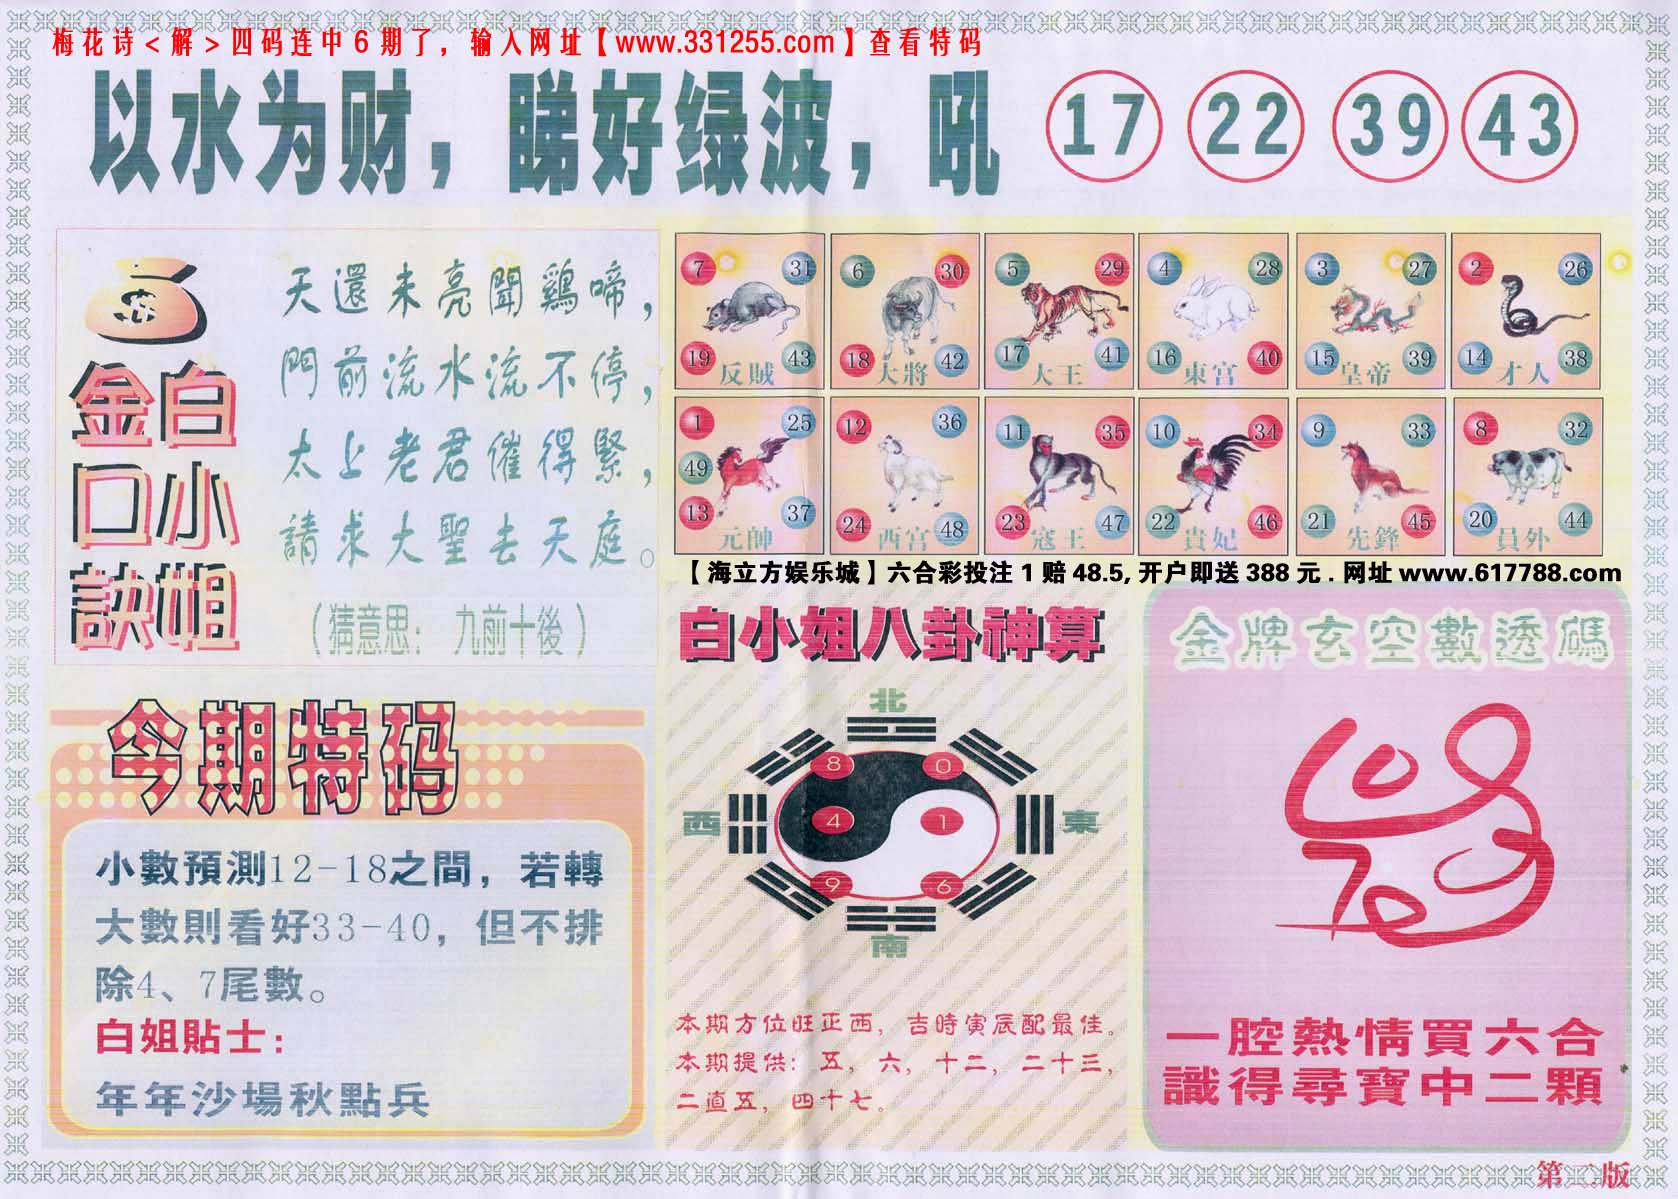 梅花诗＜解＞四码连中6期了，输入网址【www.331255.com】查看特码
以水为财，睇好绿波，吼 17 22 39 43
金口訣
白小姐
天還未亮聞鷄啼，
門前流水流不停，
太上老君催得緊，
請求大聖去天庭。
（猜意思：九前十後）
7 31 19 43 反賊
6 30 18 42 大將
5 29 17 41 大王
4 28 16 40 東宫
3 27 15 39 皇帝
2 26 14 38 才人
1 25 49 13 37 元帥
12 36 24 48 西宫
11 35 23 47 寇王
10 34 22 46 貴妃
9 33 21 45 先鋒
8 32 20 44 員外
【海立方娱乐城】六合彩投注1赔48.5,开户即送388元.网址www.617788.com
今期特码
小數預測12-18之間，若轉
大數則看好33-40，但不排
除4、7尾數。
白姐貼士：
年年沙場秋點兵
白小姐八卦神算
北
8 0
西 4 1 東
9 6
南
本期方位旺正西，吉時寅辰配最佳。
本期提供：五，六，十二，二十三，
二直五，四十七。
金牌玄空數透碼
一腔熱情買六合
識得尋寶中二顆
第二版